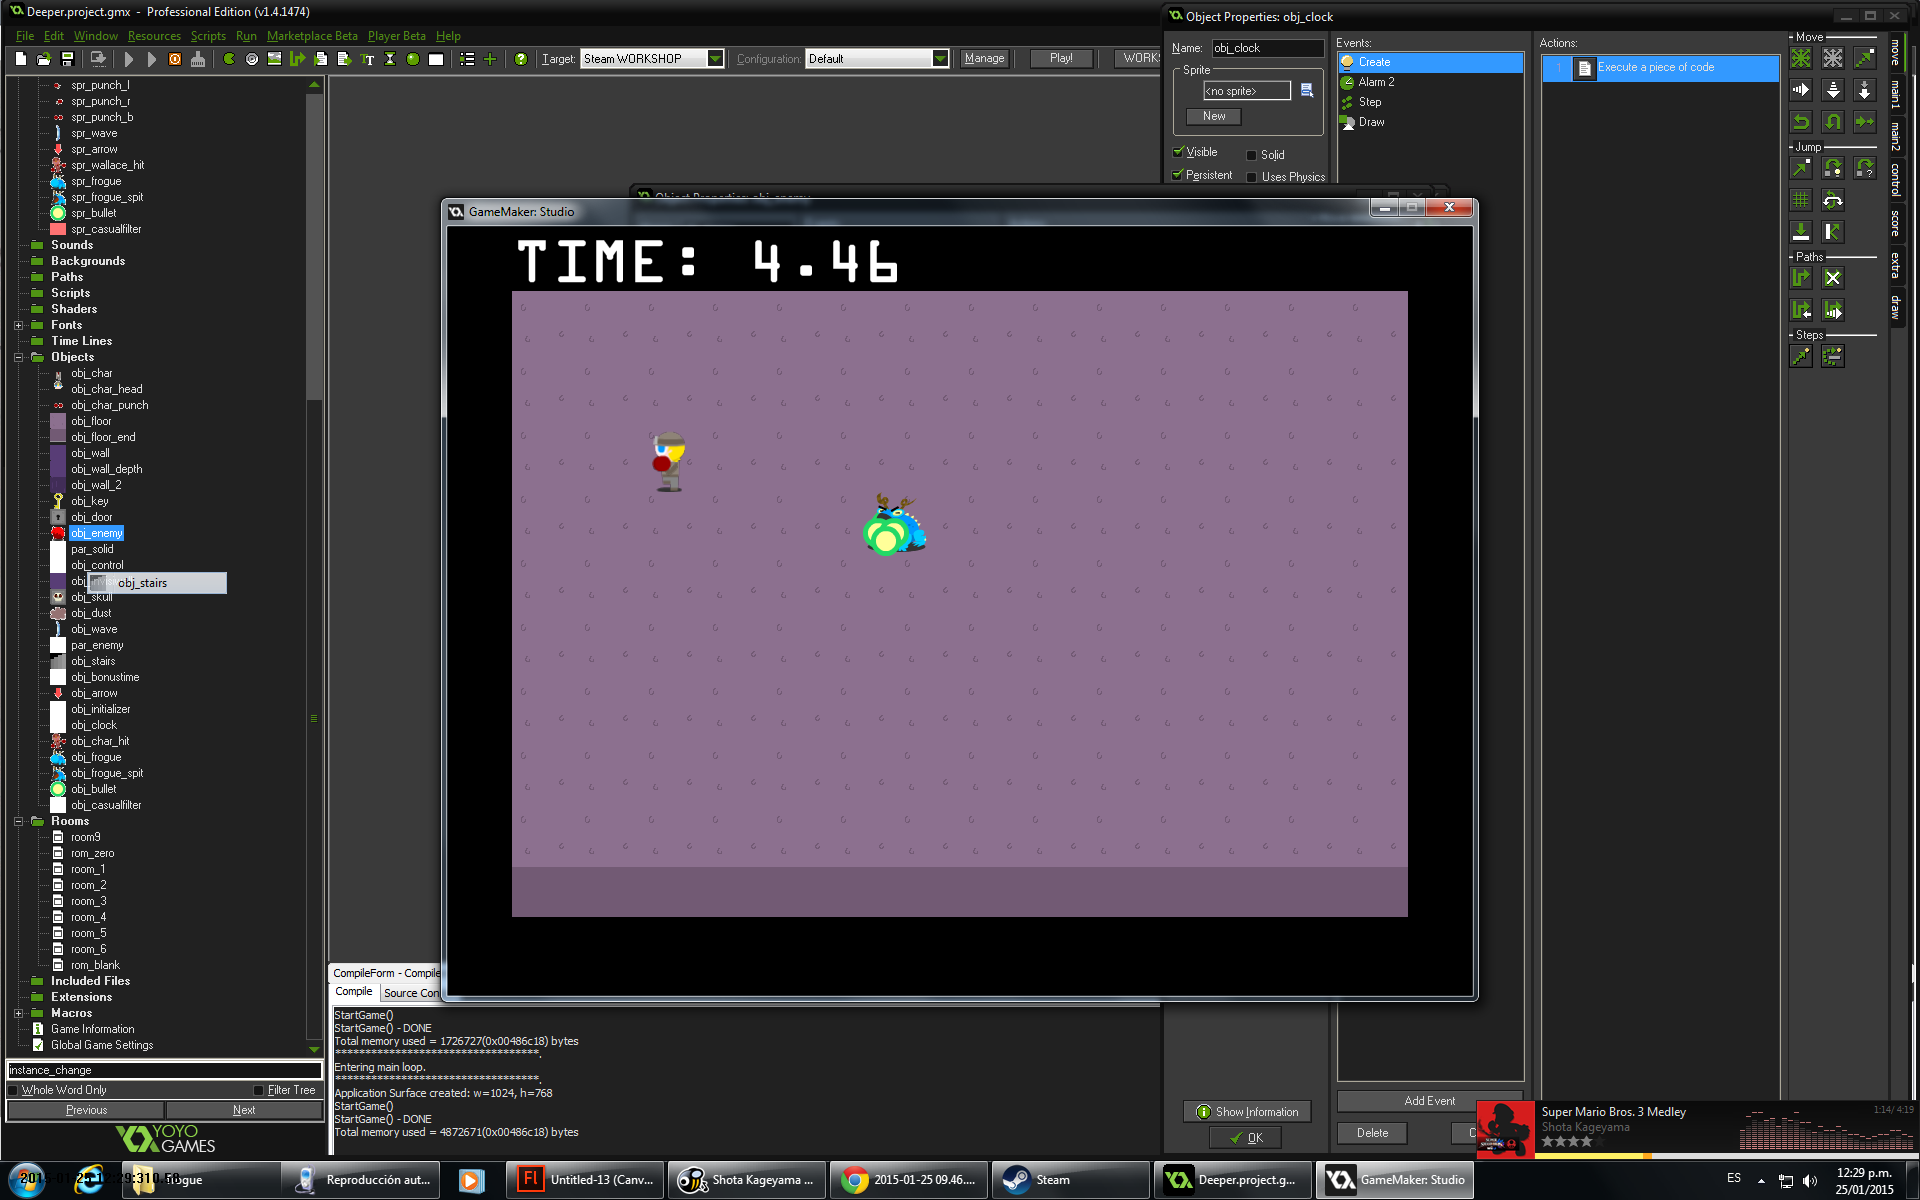 Deeper.project.gmx - Professional Edition (v1.4.1474)
File Edit Window Resources Scripts Run Marketplace Beta Player Beta Help
Target: Steam WORKSHOP Configuration: Default Manage Play! WORKS
spr_punch_l
spr_punch_r
spr_punch_b
spr_wave
spr_arrow
spr_wallace_hit
spr_frogue
spr_frogue_spit
spr_bullet
spr_casualfilter
Sounds
Backgrounds
Paths
Scripts
Shaders
Fonts
Time Lines
Objects
obj_char
obj_char_head
obj_char_punch
obj_floor
obj_floor_end
obj_wall
obj_wall_depth
obj_wall_2
obj_key
obj_door
obj_enemy
par_solid
obj_control
obj_stairs
obj_skull
obj_dust
obj_wave
par_enemy
obj_stairs
obj_bonustime
obj_arrow
obj_initializer
obj_clock
obj_char_hit
obj_frogue
obj_frogue_spit
obj_bullet
obj_casualfilter
Rooms
room9
rom_zero
room_1
room_2
room_3
room_4
room_5
room_6
rom_blank
Included Files
Extensions
Macros
Game Information
Global Game Settings
instance_change
Whole Word Only Filter Tree
Previous Next
YOYO
GAMES
Object Properties: obj_enemy
GameMaker: Studio
TIME: 4.46
CompileForm - Compile
Compile Source Con
StartGame()
StartGame() - DONE
Total memory used = 1726727(0x00486c18) bytes
**********************************.
Entering main loop.
**********************************.
Application Surface created: w=1024, h=768
StartGame()
StartGame() - DONE
Total memory used = 4872671(0x00486c18) bytes
Object Properties: obj_clock
Name: obj_clock
Sprite
<no sprite>
New
Visible Solid
Persistent Uses Physics
Events:
Create
Alarm 2
Step
Draw
Actions:
1 Execute a piece of code
Move
Jump
Paths
Steps
move
main1
main2
control
score
extra
draw
Show Information
OK
Add Event
Delete
Super Mario Bros. 3 Medley
Shota Kageyama
1:14/ 4:19
Reproducción aut...
Untitled-13 (Canv...
Shota Kageyama ...
2015-01-25 09.46....
Steam
Deeper.project.g...
GameMaker: Studio
ES
12:29 p.m.
25/01/2015